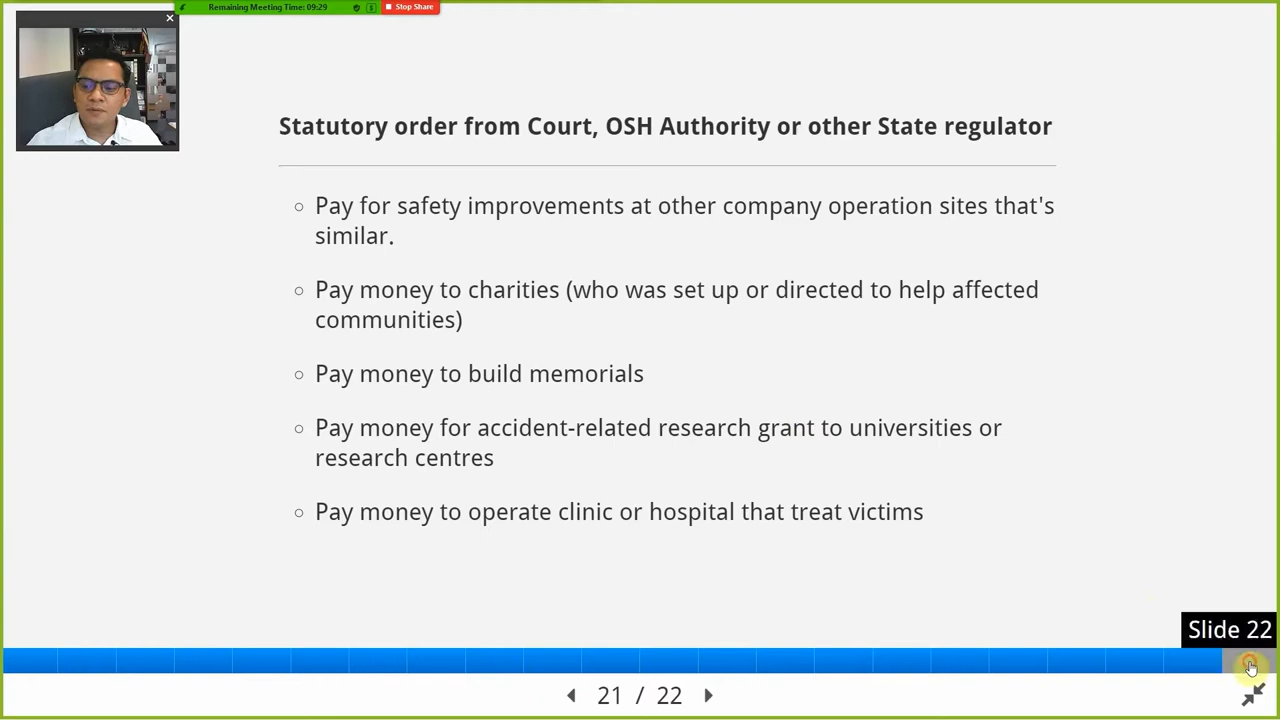 Remaining Meeting Time: 09:29
Stop Share
Statutory order from Court, OSH Authority or other State regulator
Pay for safety improvements at other company operation sites that's
similar.
Pay money to charities (who was set up or directed to help affected
communities)
Pay money to build memorials
Pay money for accident-related research grant to universities or
research centres
Pay money to operate clinic or hospital that treat victims
Slide 22
21 / 22